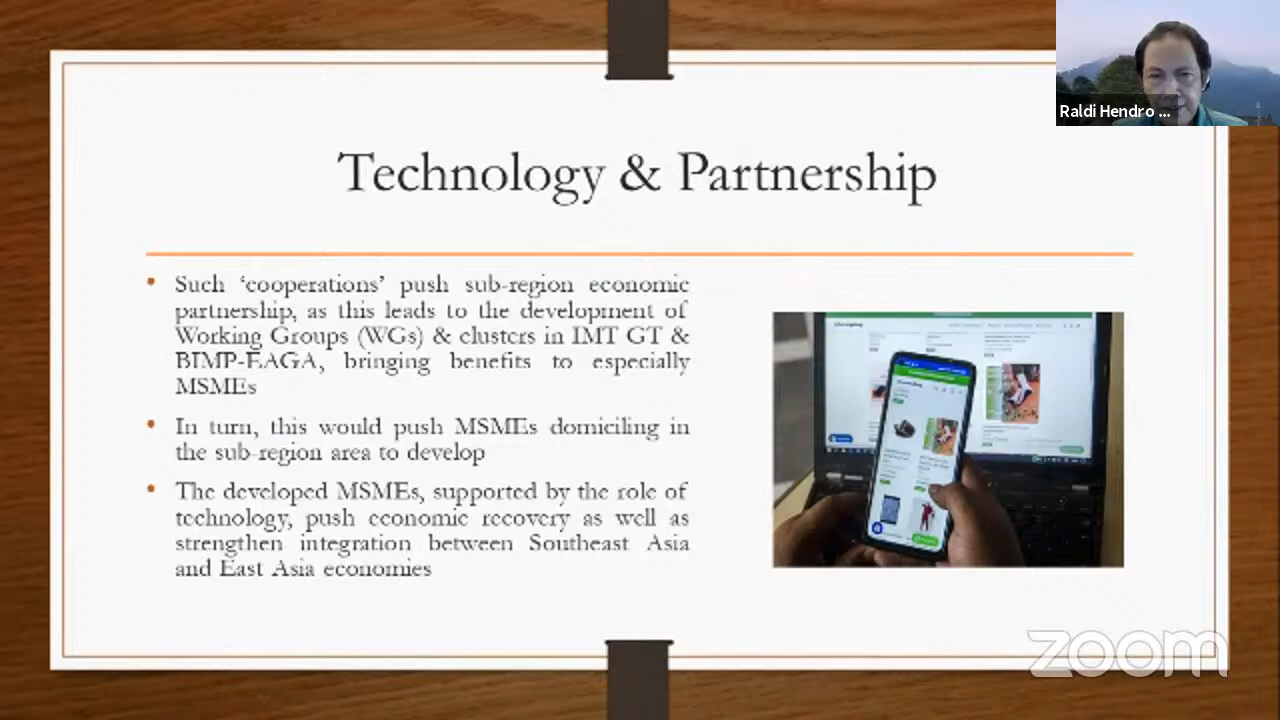 Raldi Hendro ...
Technology & Partnership
• Such ‘cooperations’ push sub-region economic
partnership, as this leads to the development of
Working Groups (WGs) & clusters in IMT GT &
BIMP-EAGA, bringing benefits to especially
MSMEs
• In turn, this would push MSMEs domiciling in
the sub-region area to develop
• The developed MSMEs, supported by the role of
technology, push economic recovery as well as
strengthen integration between Southeast Asia
and East Asia economies
zoom